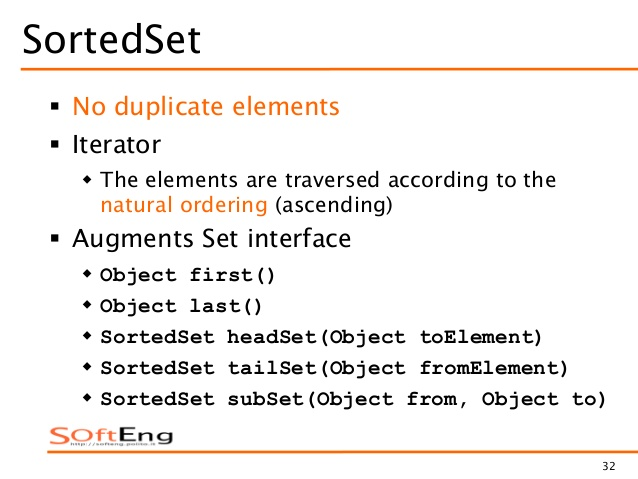 SortedSet
No duplicate elements
Iterator
The elements are traversed according to the
natural ordering (ascending)
Augments Set interface
Object first()
Object last()
SortedSet headSet(Object toElement)
SortedSet tailSet(Object fromElement)
SortedSet subSet(Object from, Object to)
SOftEng
http://softeng.polito.it
32